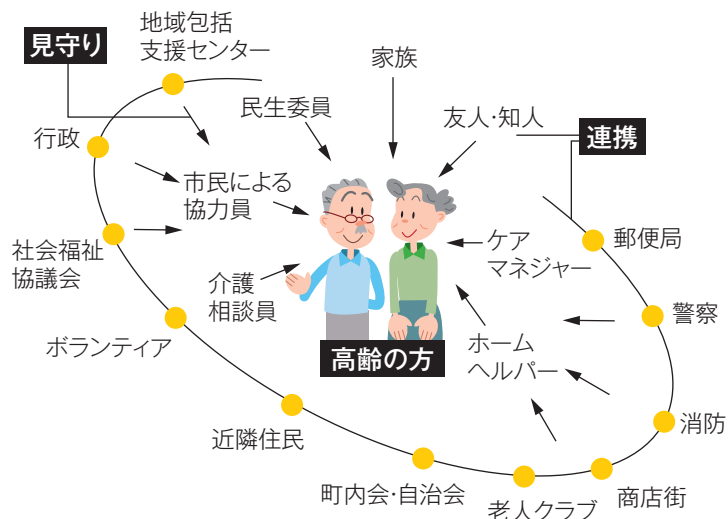 地域包括
支援センター
見守り
家族
民生委員
友人・知人
連携
行政
市民による
協力員
社会福祉
協議会
ケア
マネジャー
郵便局
介護
相談員
警察
ボランティア
高齢の方
ホーム
ヘルパー
消防
近隣住民
町内会・自治会
老人クラブ
商店街